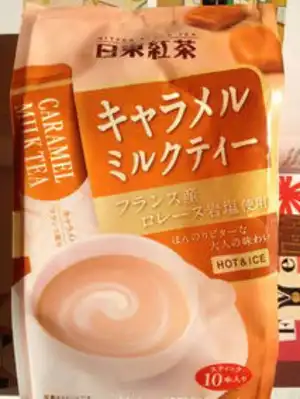 日東紅茶
CARAMEL
MILK TEA
キャラメル
ミルクティー
フランス産
ロレーヌ岩塩使用
ほんのりビターな
大人の味わい
HOT & ICE
スティック
10本入り